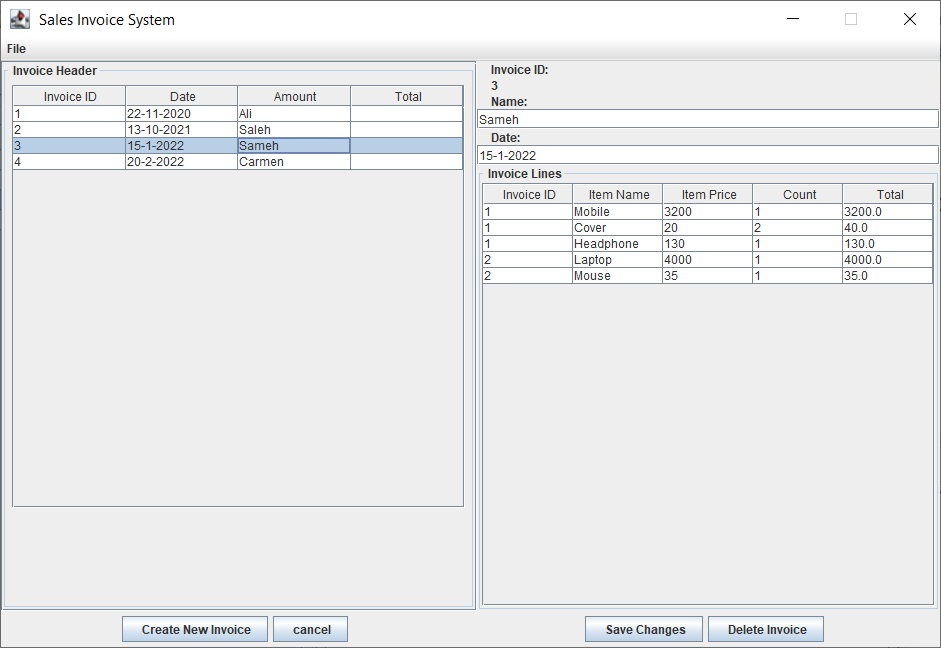 Sales Invoice System
File
Invoice Header
Invoice ID Date Amount Total
1 22-11-2020 Ali
2 13-10-2021 Saleh
3 15-1-2022 Sameh
4 20-2-2022 Carmen
Invoice ID:
3
Name:
Sameh
Date:
15-1-2022
Invoice Lines
Invoice ID Item Name Item Price Count Total
1 Mobile 3200 1 3200.0
1 Cover 20 2 40.0
1 Headphone 130 1 130.0
2 Laptop 4000 1 4000.0
2 Mouse 35 1 35.0
Create New Invoice cancel Save Changes Delete Invoice